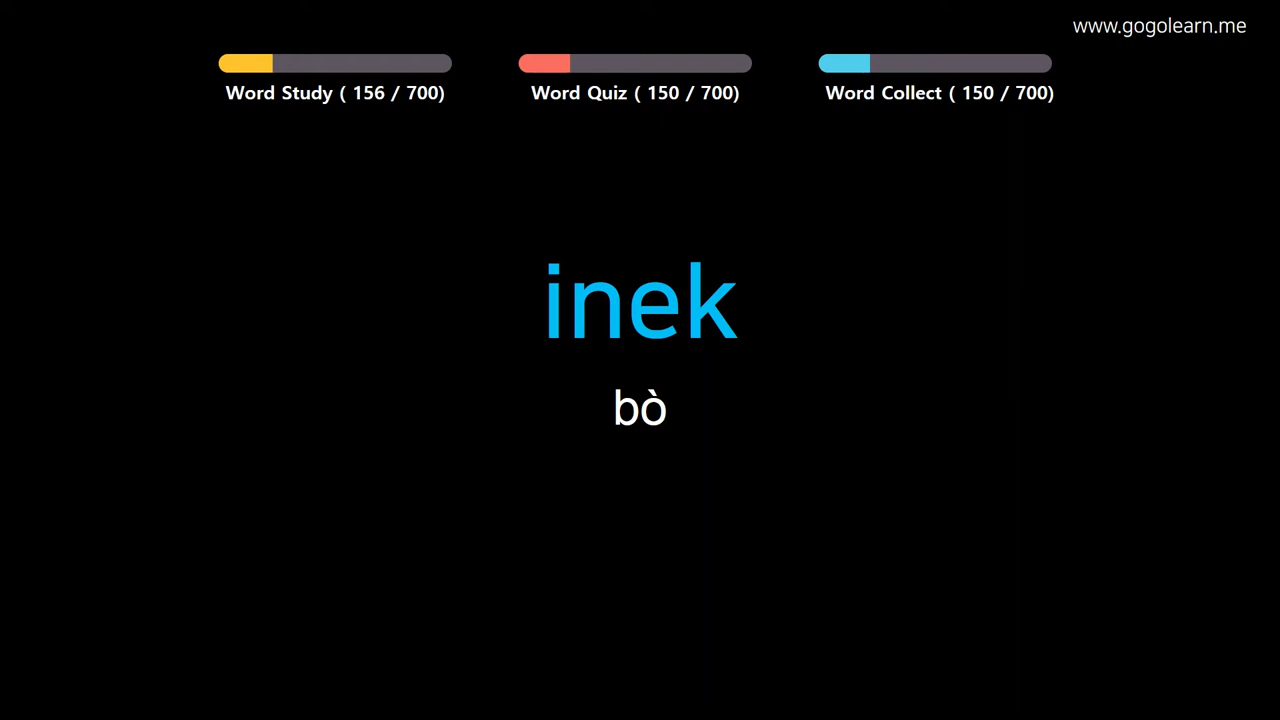 www.gogolearn.me
Word Study ( 156 / 700)
Word Quiz ( 150 / 700)
Word Collect ( 150 / 700)
inek
bò